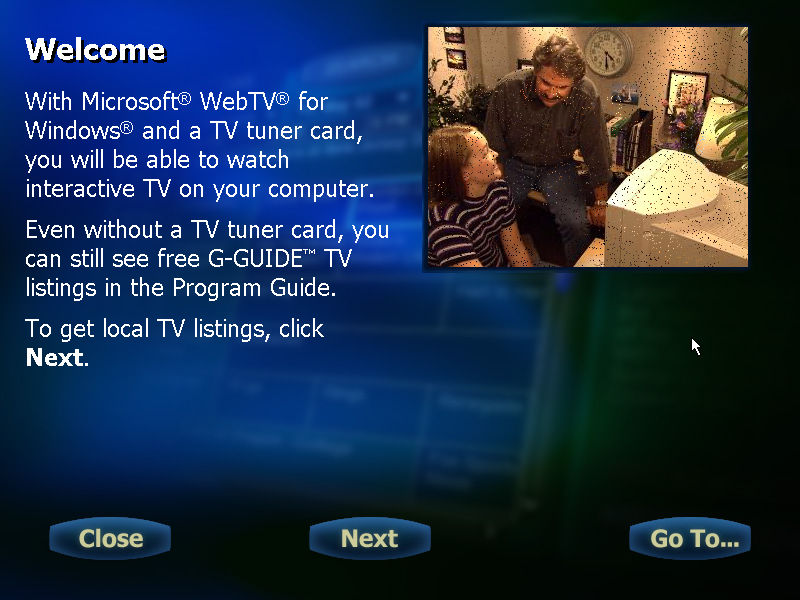 Welcome
With Microsoft® WebTV® for
Windows® and a TV tuner card,
you will be able to watch
interactive TV on your computer.
Even without a TV tuner card, you
can still see free G-GUIDE™ TV
listings in the Program Guide.
To get local TV listings, click
Next.
Close
Next
Go To...